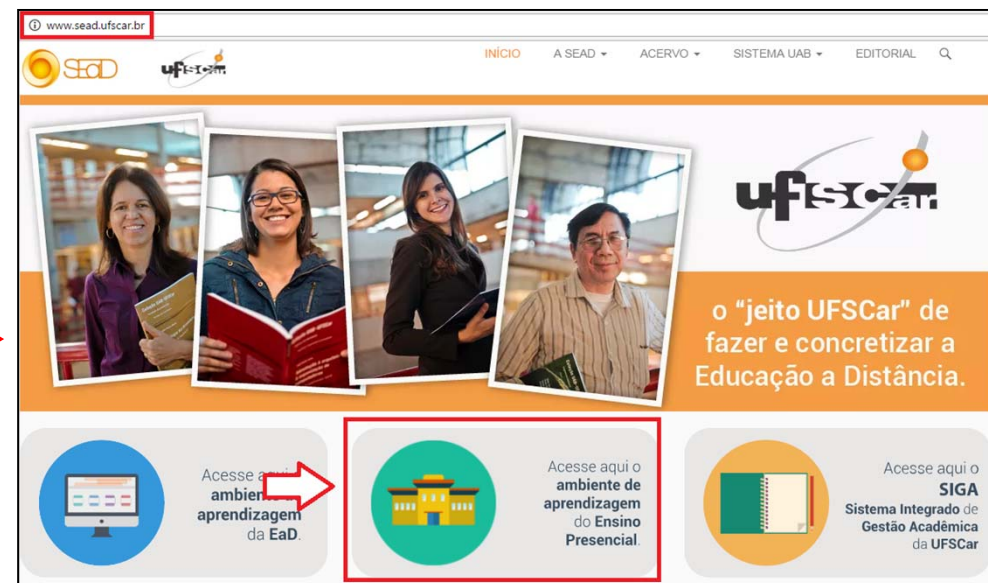 www.sead.ufscar.br
SEaD
ufscar
INÍCIO A SEAD ACERVO SISTEMA UAB EDITORIAL
ufscar
o "jeito UFSCar" de
fazer e concretizar a
Educação a Distância.
Acesse aqui
ambiente
aprendizagem
da EaD.
Acesse aqui o
ambiente de
aprendizagem
do Ensino
Presencial.
Acesse aqui o
SIGA
Sistema Integrado de
Gestão Acadêmica
da UFSCar